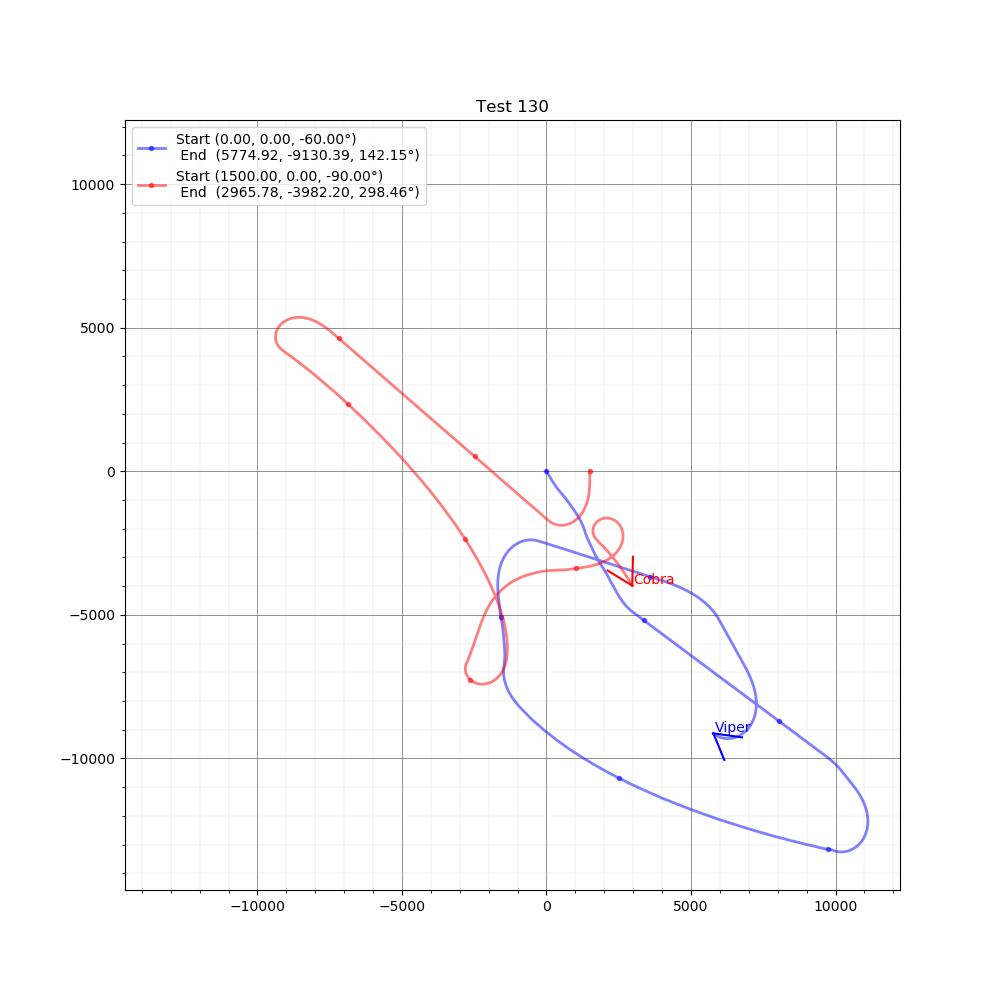 Test 130
Start (0.00, 0.00, -60.00°)
End (5774.92, -9130.39, 142.15°)
Start (1500.00, 0.00, -90.00°)
End (2965.78, -3982.20, 298.46°)
10000
5000
0
−5000
−10000
Cobra
Viper
−10000 −5000 0 5000 10000